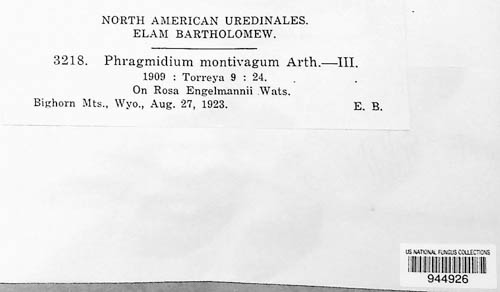 NORTH AMERICAN UREDINALES.
ELAM BARTHOLOMEW.
3218. Phragmidium montivagum Arth.—III.
1909 : Torreya 9 : 24.
On Rosa Engelmannii Wats.
Bighorn Mts., Wyo., Aug. 27, 1923. E. B.
US NATIONAL FUNGUS COLLECTIONS
944926